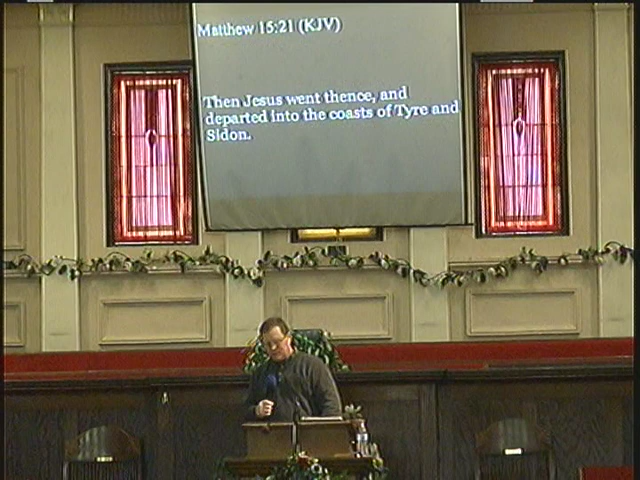 Matthew 15:21 (KJV)
Then Jesus went thence, and
departed into the coasts of Tyre and
Sidon.